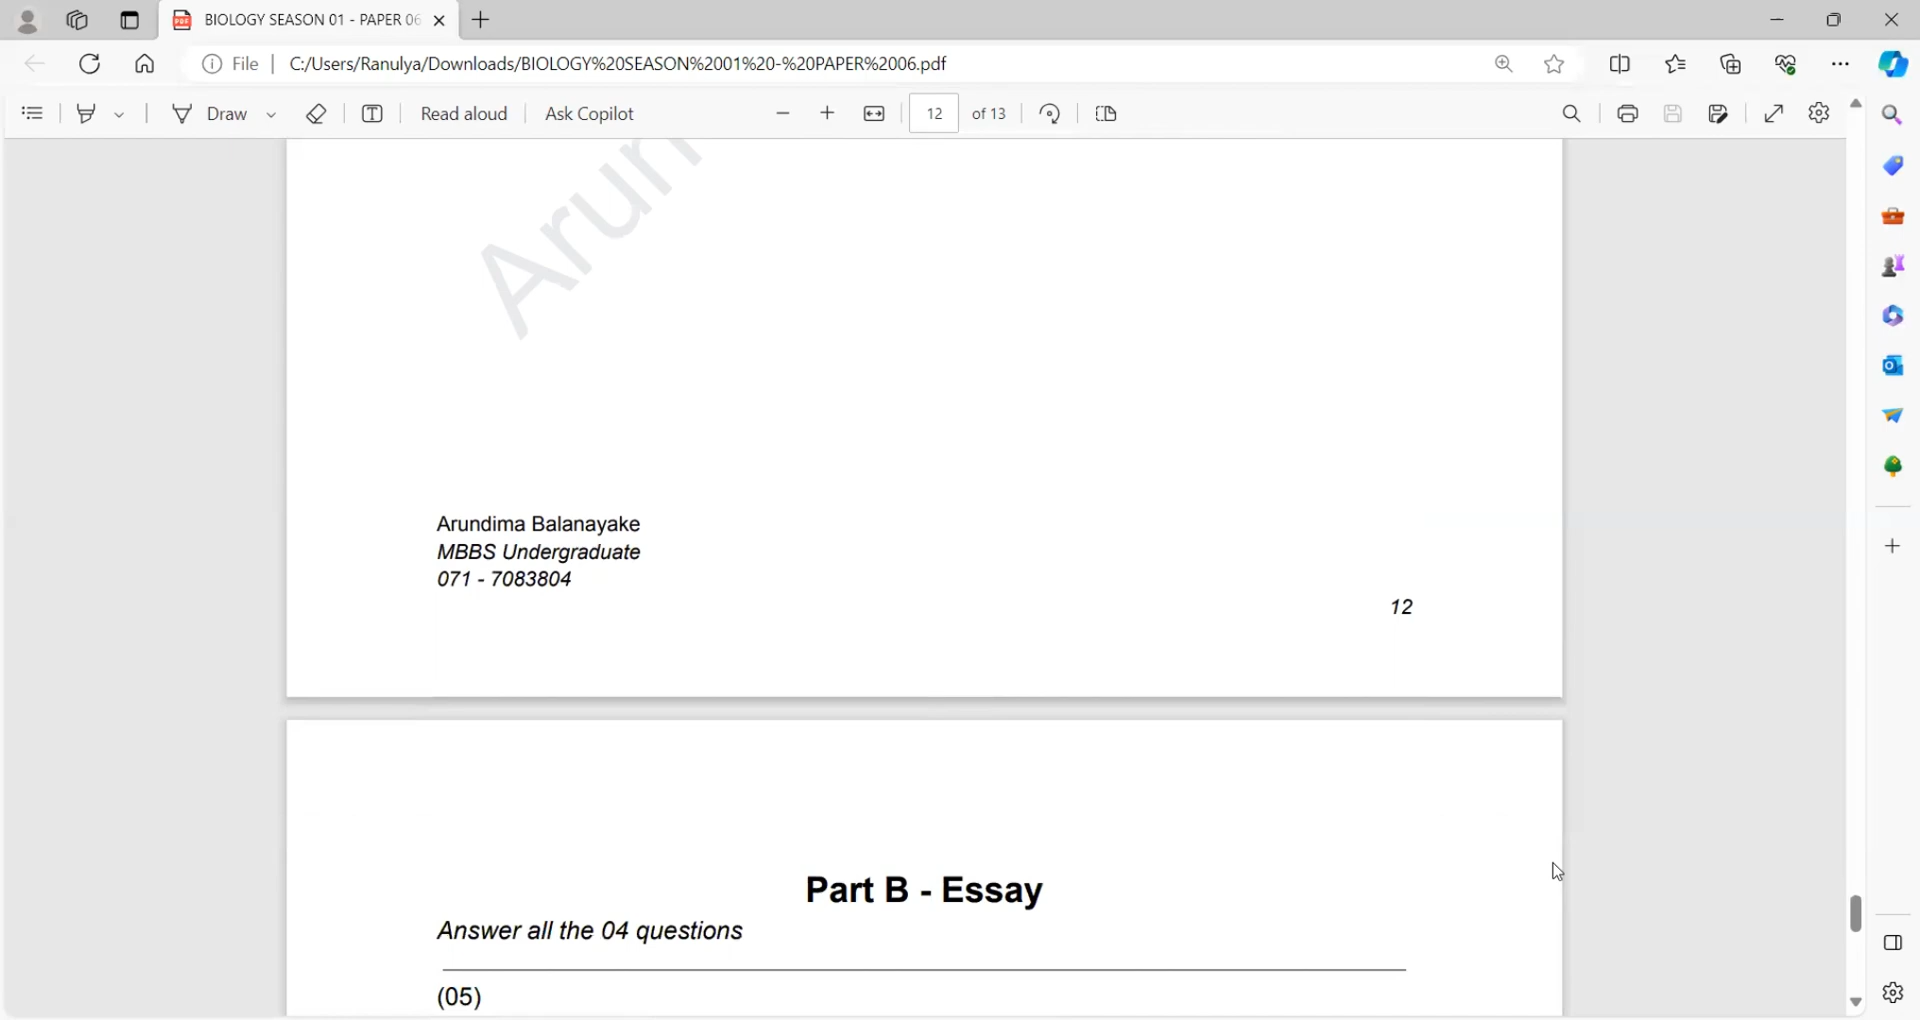 BIOLOGY SEASON 01 - PAPER 06
File
C:/Users/Ranulya/Downloads/BIOLOGY%20SEASON%2001%20-%20PAPER%2006.pdf
Draw
Read aloud
Ask Copilot
12 of 13
Arun
Arundima Balanayake
MBBS Undergraduate
071 - 7083804
12
Part B - Essay
Answer all the 04 questions
(05)